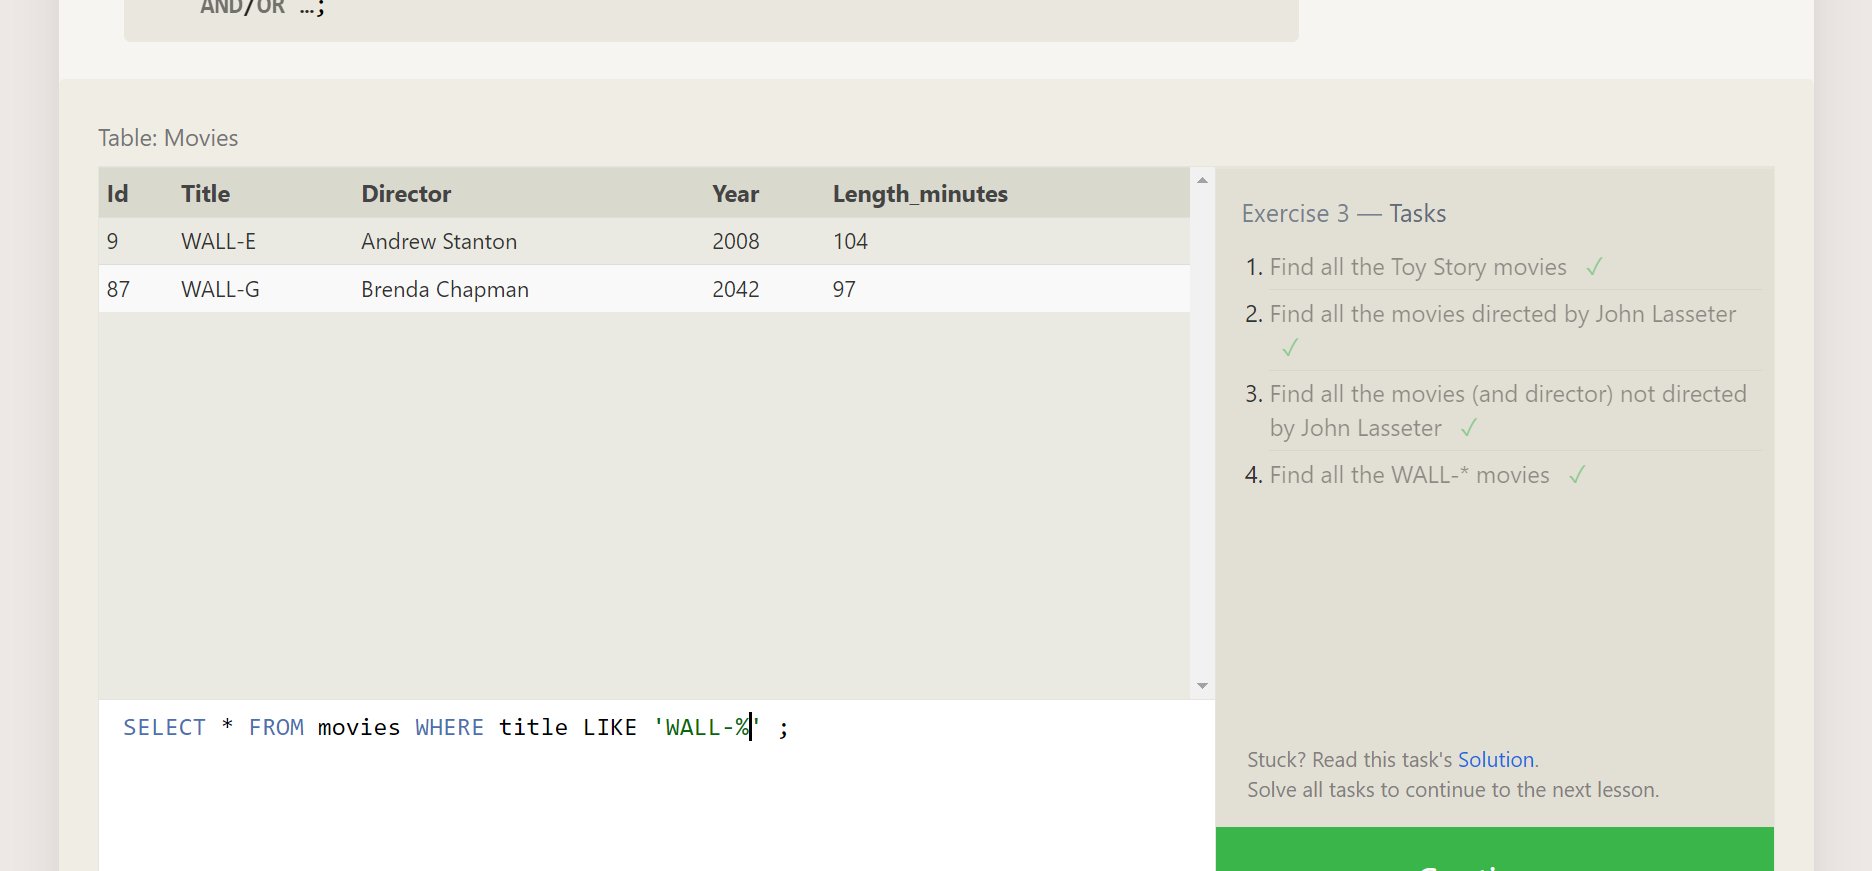 AND/OR …;
Table: Movies
Id Title Director Year Length_minutes
9 WALL-E Andrew Stanton 2008 104
87 WALL-G Brenda Chapman 2042 97
SELECT * FROM movies WHERE title LIKE 'WALL-%' ;
Exercise 3 — Tasks
1. Find all the Toy Story movies ✓
2. Find all the movies directed by John Lasseter
✓
3. Find all the movies (and director) not directed
by John Lasseter ✓
4. Find all the WALL-* movies ✓
Stuck? Read this task's Solution.
Solve all tasks to continue to the next lesson.